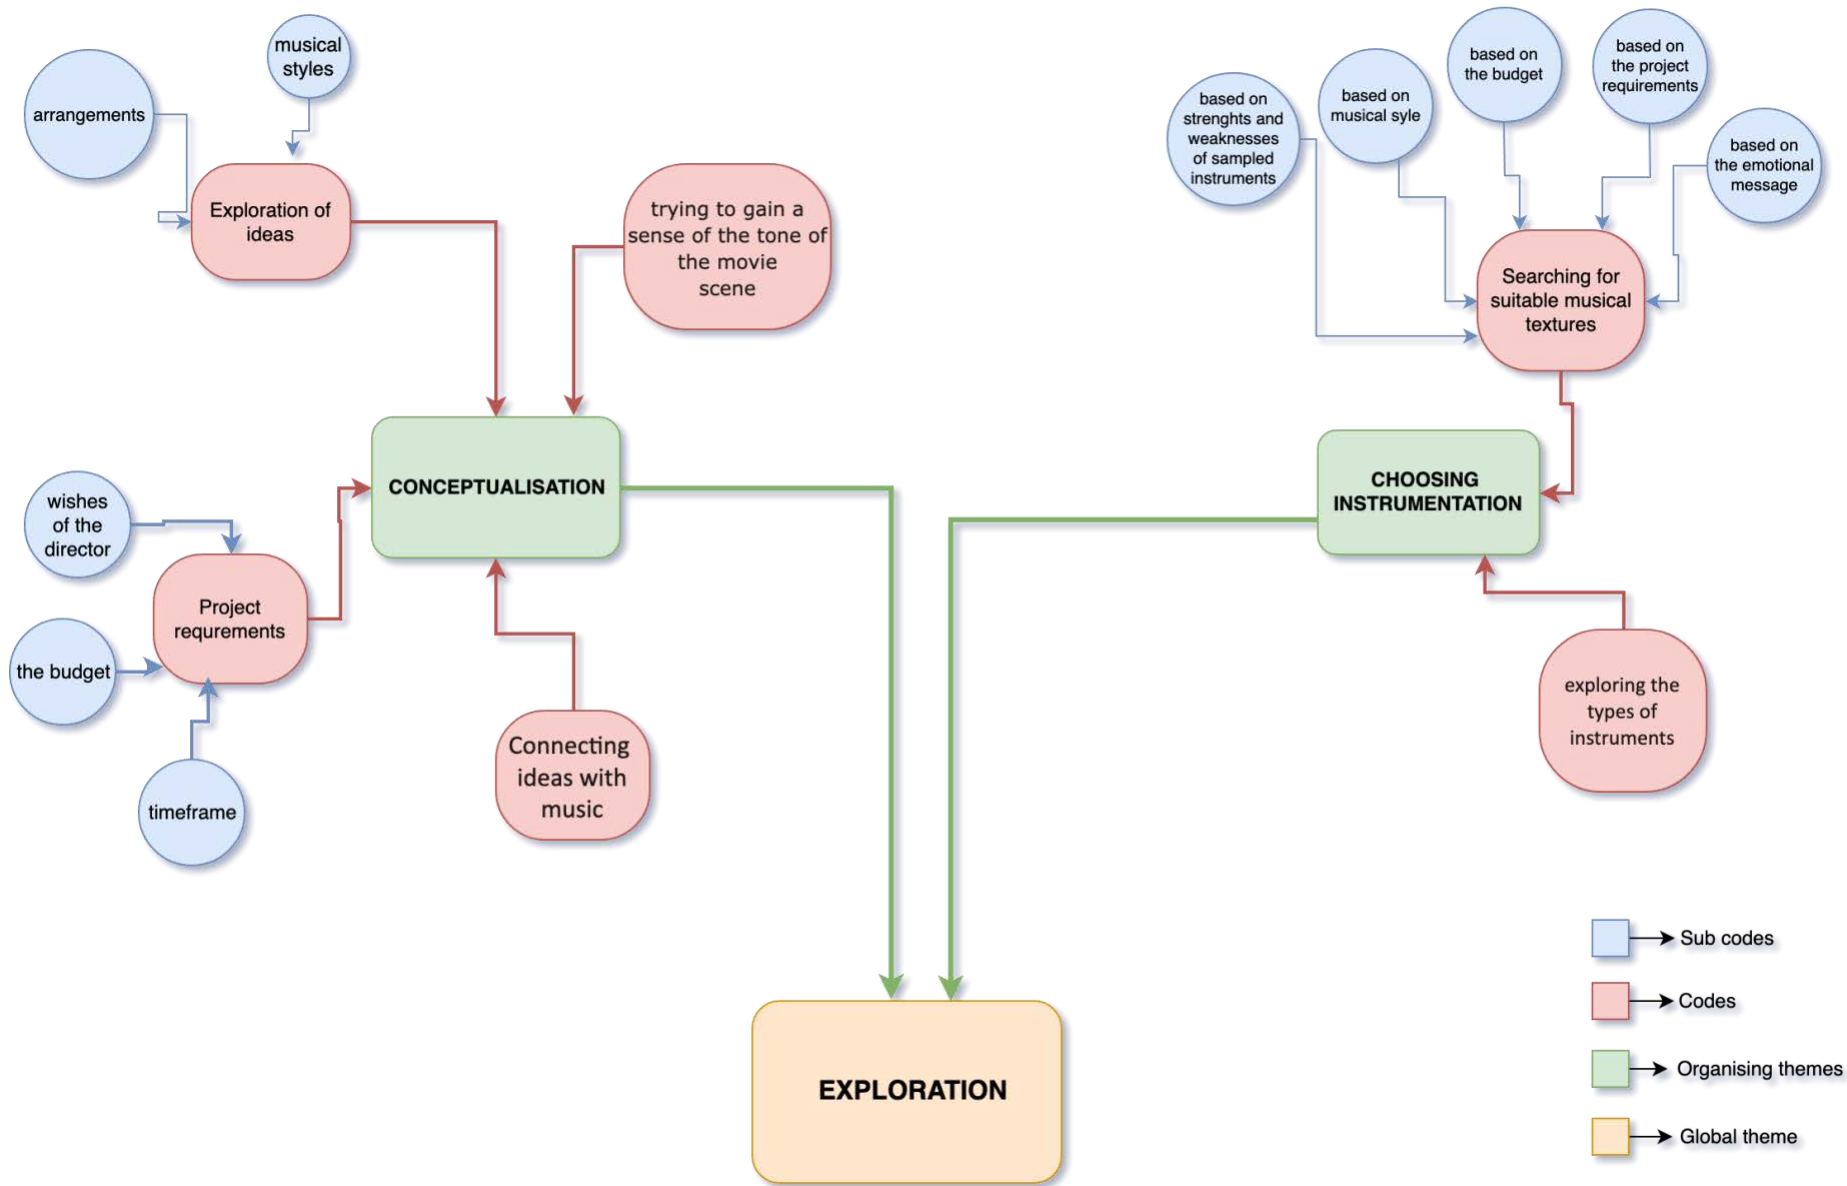 musical
styles
arrangements
Exploration of
ideas
trying to gain a
sense of the tone of
the movie
scene
based on
strenghts and
weaknesses
of sampled
instruments
based on
musical syle
based on
the budget
based on
the project
requirements
based on
the emotional
message
Searching for
suitable musical
textures
CONCEPTUALISATION
CHOOSING
INSTRUMENTATION
wishes
of the
director
Project
requrements
the budget
timeframe
Connecting
ideas with
music
exploring the
types of
instruments
EXPLORATION
Sub codes
Codes
Organising themes
Global theme